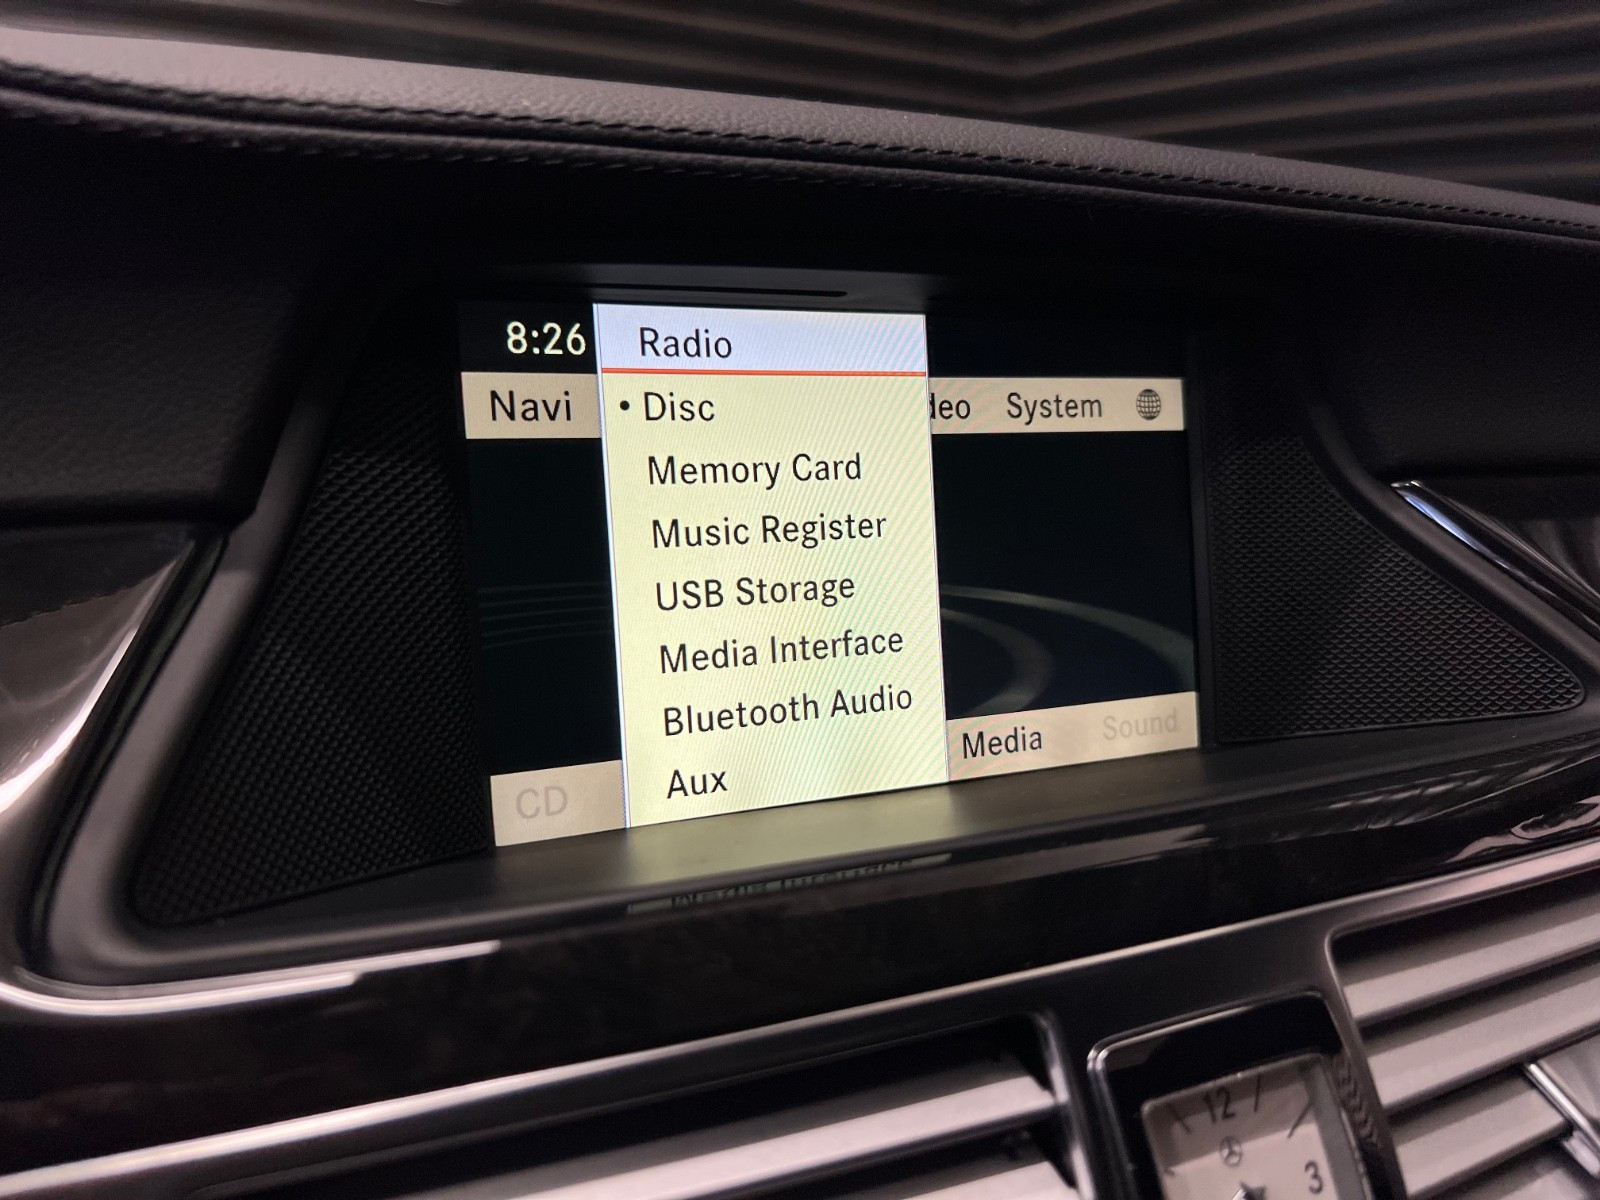 8:26
Radio
Navi
• Disc
deo
System
Memory Card
Music Register
USB Storage
Media Interface
Bluetooth Audio
Aux
CD
Media
Sound
12
3